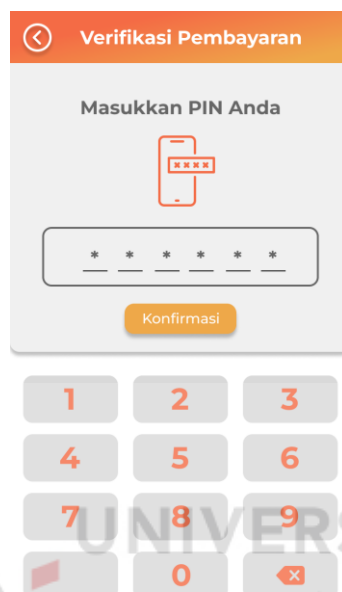 Verifikasi Pembayaran
Masukkan PIN Anda
××××
* * * * * *
Konfirmasi
1 2 3
4 5 6
7 8 9
UNIVERS
0